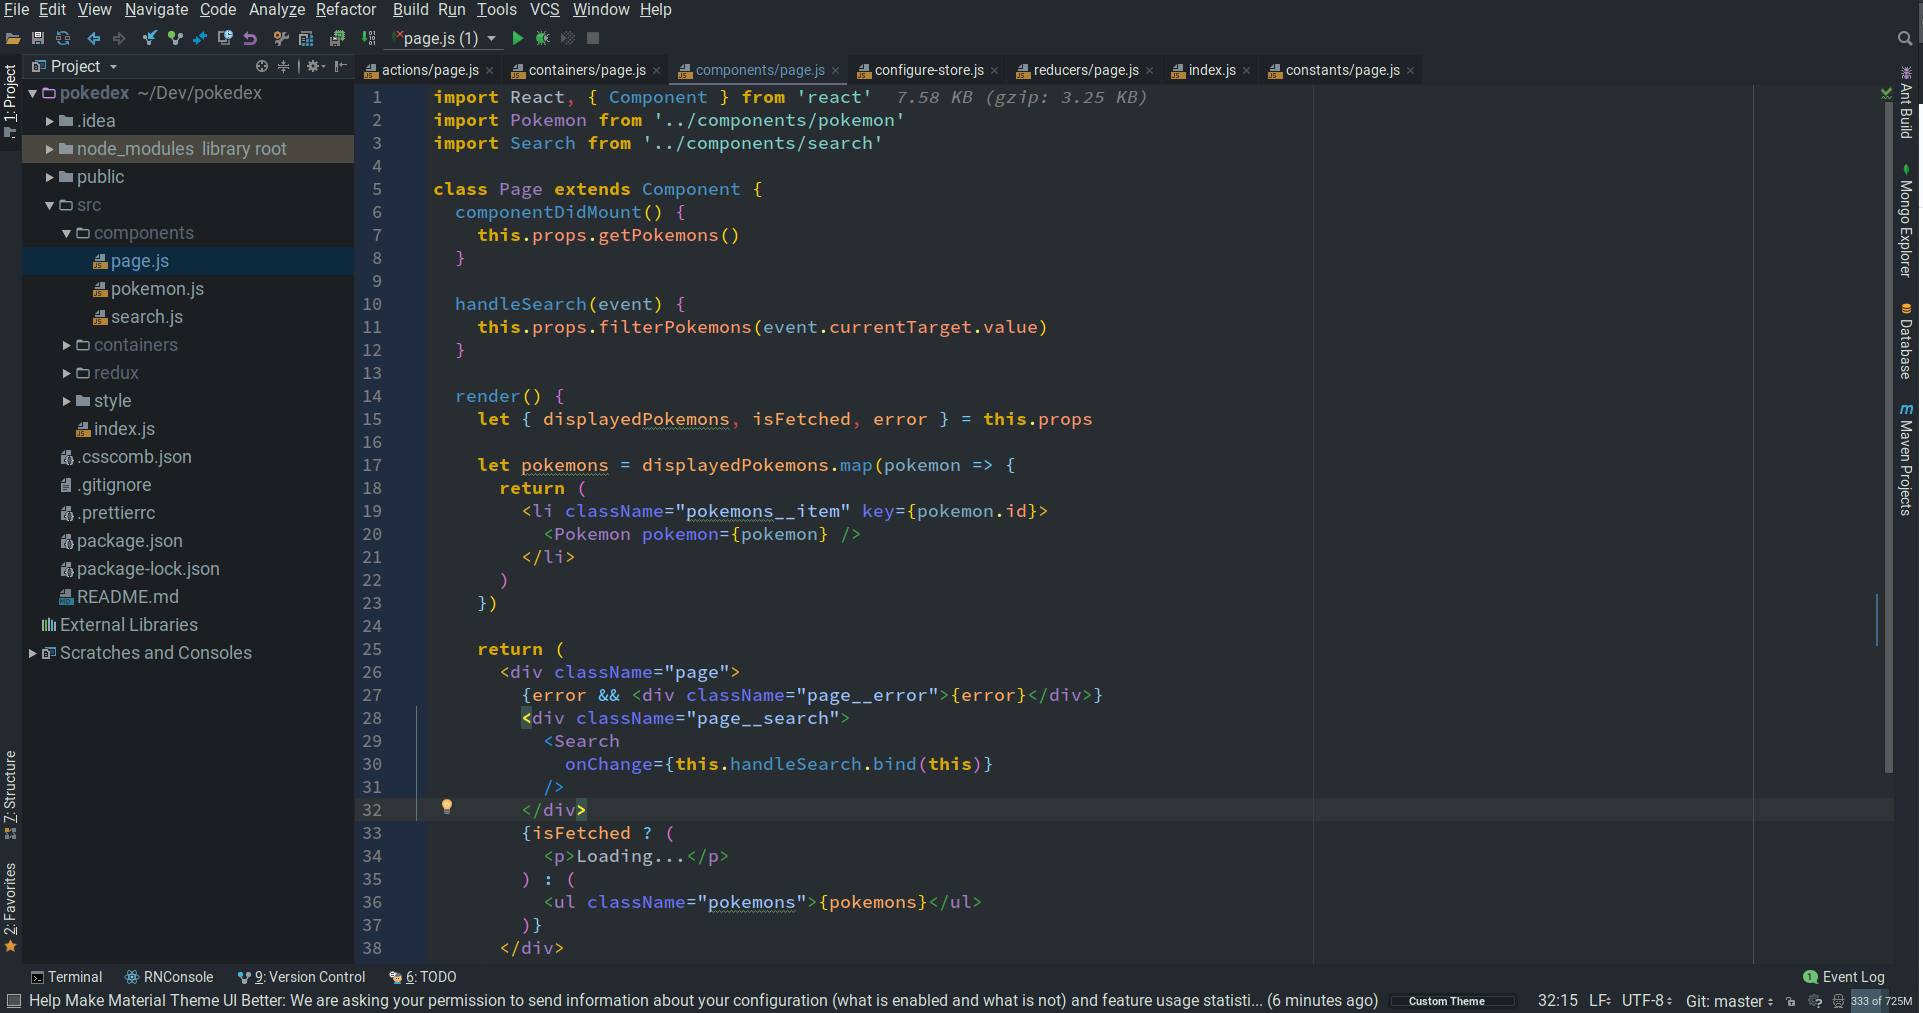 File Edit View Navigate Code Analyze Refactor Build Run Tools VCS Window Help
page.js (1)
Project
actions/page.js containers/page.js components/page.js configure-store.js reducers/page.js index.js constants/page.js
1: Project
7: Structure
2: Favorites
pokedex ~/Dev/pokedex
.idea
node_modules library root
public
src
components
page.js
pokemon.js
search.js
containers
redux
style
index.js
.csscomb.json
.gitignore
.prettierrc
package.json
package-lock.json
README.md
External Libraries
Scratches and Consoles
1 import React, { Component } from 'react' 7.58 KB (gzip: 3.25 KB)
2 import Pokemon from '../components/pokemon'
3 import Search from '../components/search'
4
5 class Page extends Component {
6 componentDidMount() {
7 this.props.getPokemons()
8 }
9
10 handleSearch(event) {
11 this.props.filterPokemons(event.currentTarget.value)
12 }
13
14 render() {
15 let { displayedPokemons, isFetched, error } = this.props
16
17 let pokemons = displayedPokemons.map(pokemon => {
18 return (
19 <li className="pokemons__item" key={pokemon.id}>
20 <Pokemon pokemon={pokemon} />
21 </li>
22 )
23 })
24
25 return (
26 <div className="page">
27 {error && <div className="page__error">{error}</div>}
28 <div className="page__search">
29 <Search
30 onChange={this.handleSearch.bind(this)}
31 />
32 </div>
33 {isFetched ? (
34 <p>Loading...</p>
35 ) : (
36 <ul className="pokemons">{pokemons}</ul>
37 )}
38 </div>
Ant Build
Mongo Explorer
Database
m Maven Projects
Terminal RNConsole 9: Version Control 6: TODO 1 Event Log
Help Make Material Theme UI Better: We are asking your permission to send information about your configuration (what is enabled and what is not) and feature usage statisti... (6 minutes ago) Custom Theme 32:15 LF UTF-8 Git: master 333 of 725M